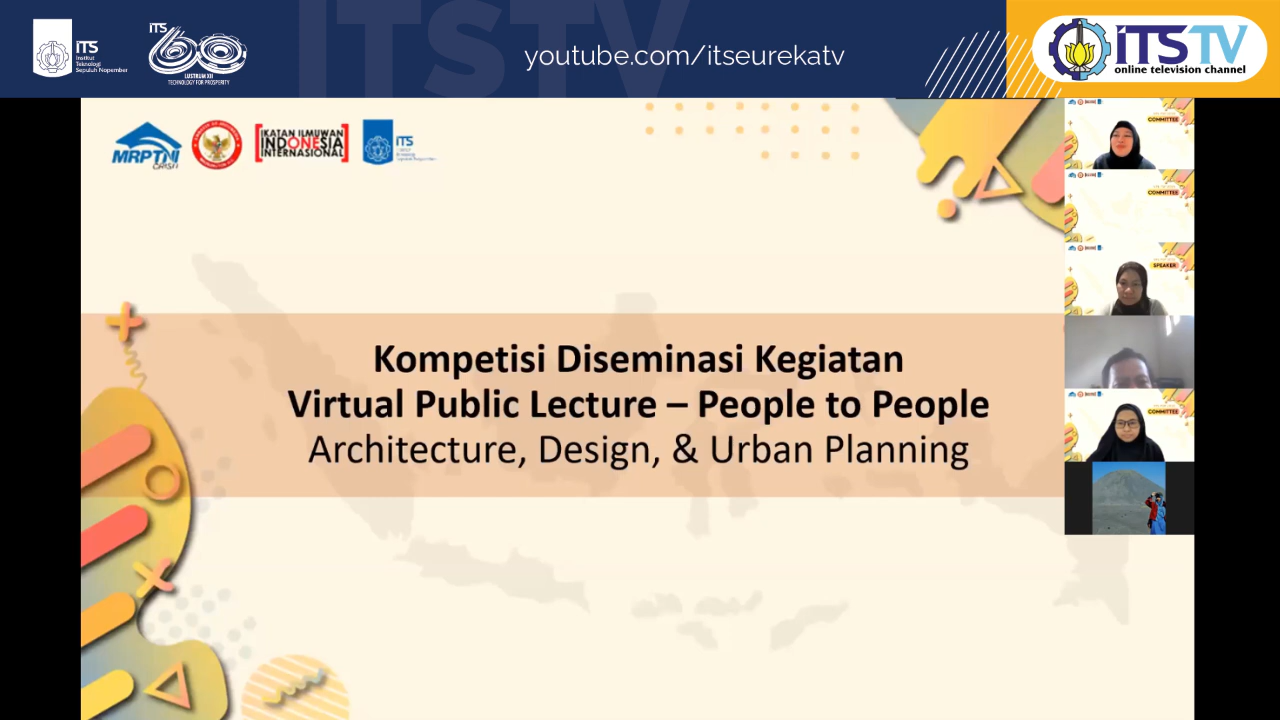 iTS
Institut
Teknologi
Sepuluh Nopember
iTS
60
LUSTRUM XII
TECHNOLOGY FOR PROSPERITY
ITSTV
youtube.com/itseurekatv
iTSTV
online television channel
MRPTNI
IKATAN ILMUWAN
INDONESIA
INTERNASIONAL
ITS
COMMITTEE
COMMITTEE
SPEAKER
COMMITTEE
Kompetisi Diseminasi Kegiatan
Virtual Public Lecture – People to People
Architecture, Design, & Urban Planning